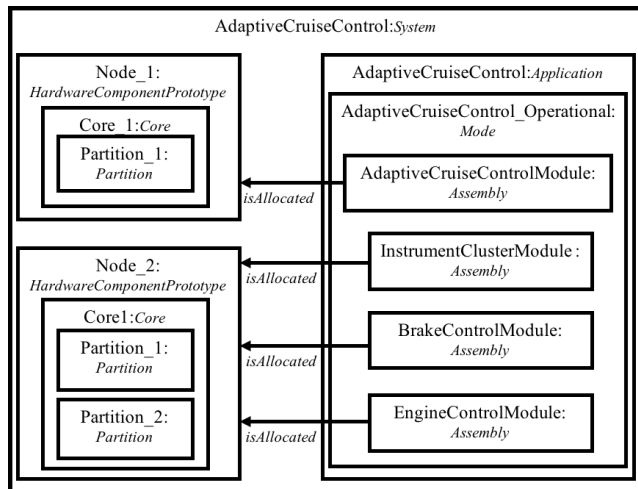 AdaptiveCruiseControl:System
Node_1:
HardwareComponentPrototype
Core_1:Core
Partition_1:
Partition
AdaptiveCruiseControl:Application
AdaptiveCruiseControl_Operational:
Mode
AdaptiveCruiseControlModule:
Assembly
isAllocated
Node_2:
HardwareComponentPrototype
Core1:Core
Partition_1:
Partition
Partition_2:
Partition
InstrumentClusterModule :
Assembly
isAllocated
BrakeControlModule:
Assembly
isAllocated
EngineControlModule:
Assembly
isAllocated